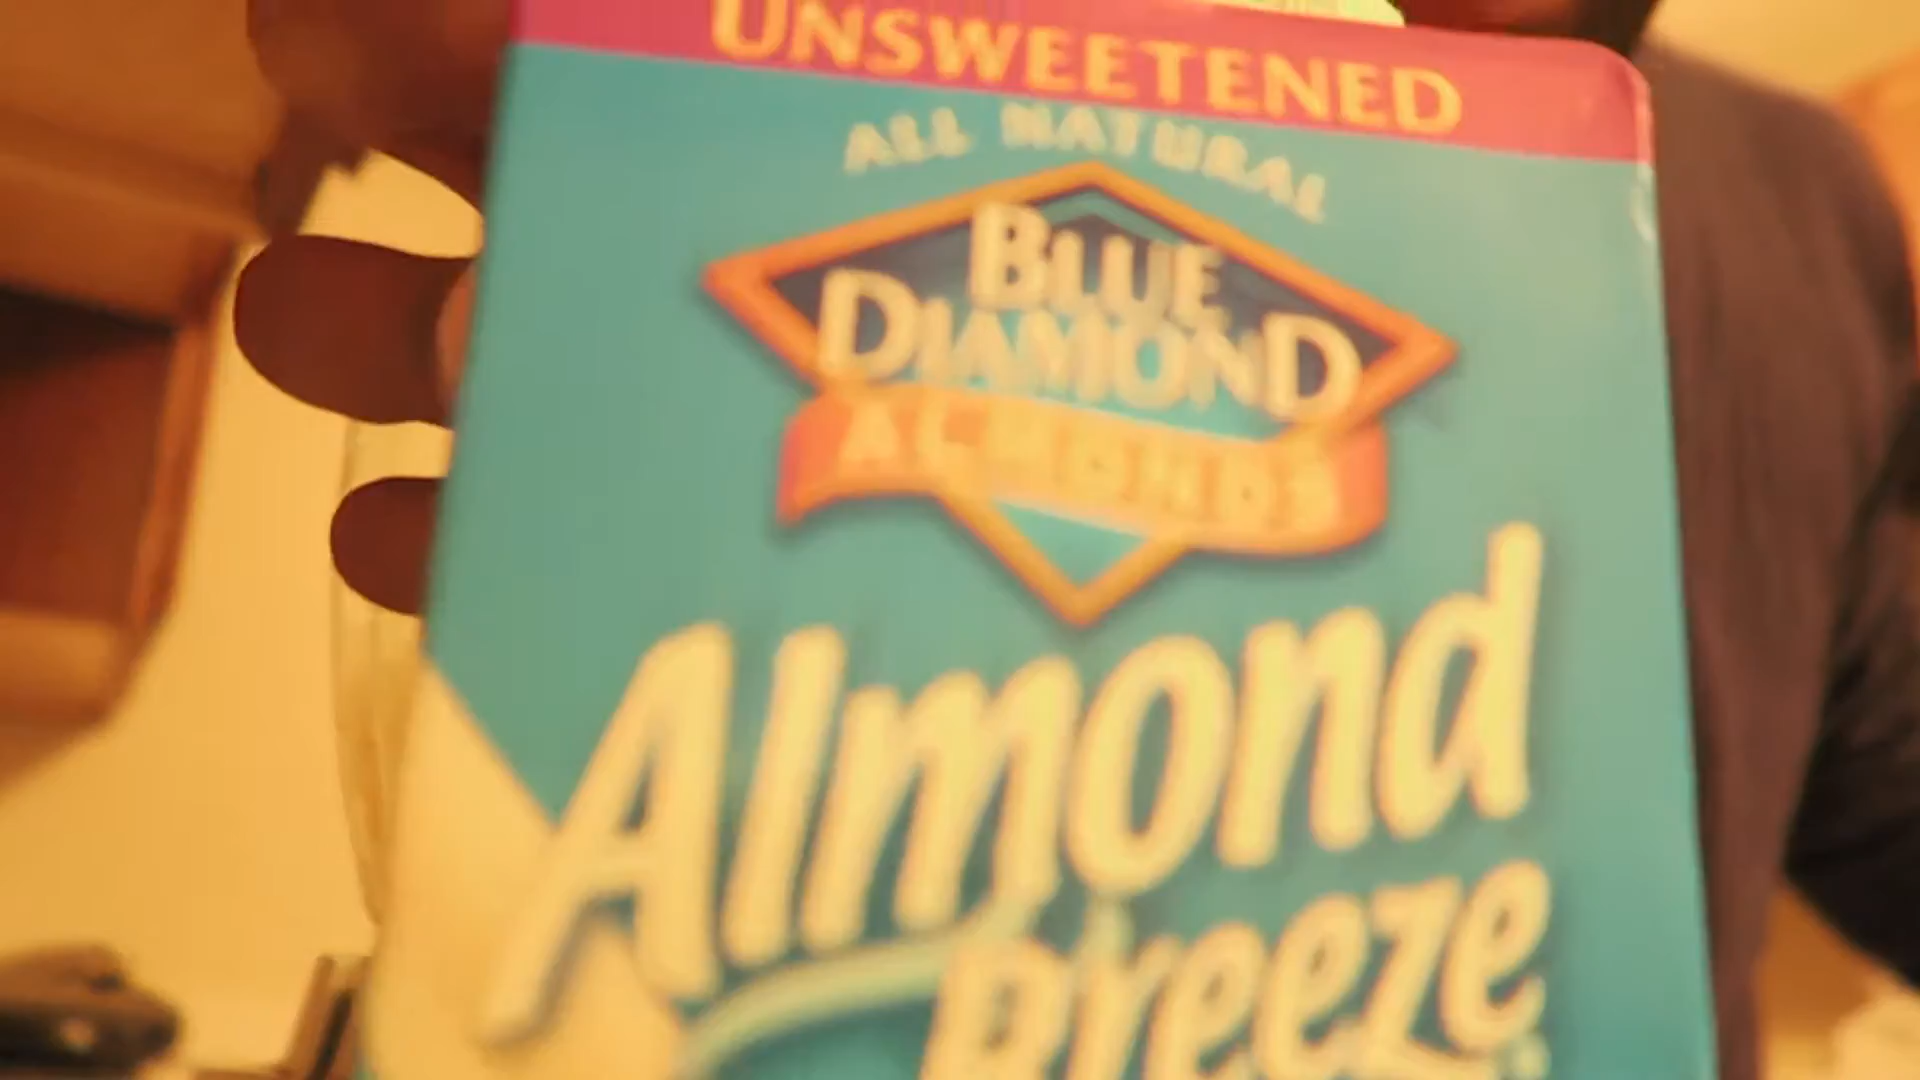 UNSWEETENED
ALL NATURAL
BLUE
DIAMOND
ALMONDS
Almond
Breeze